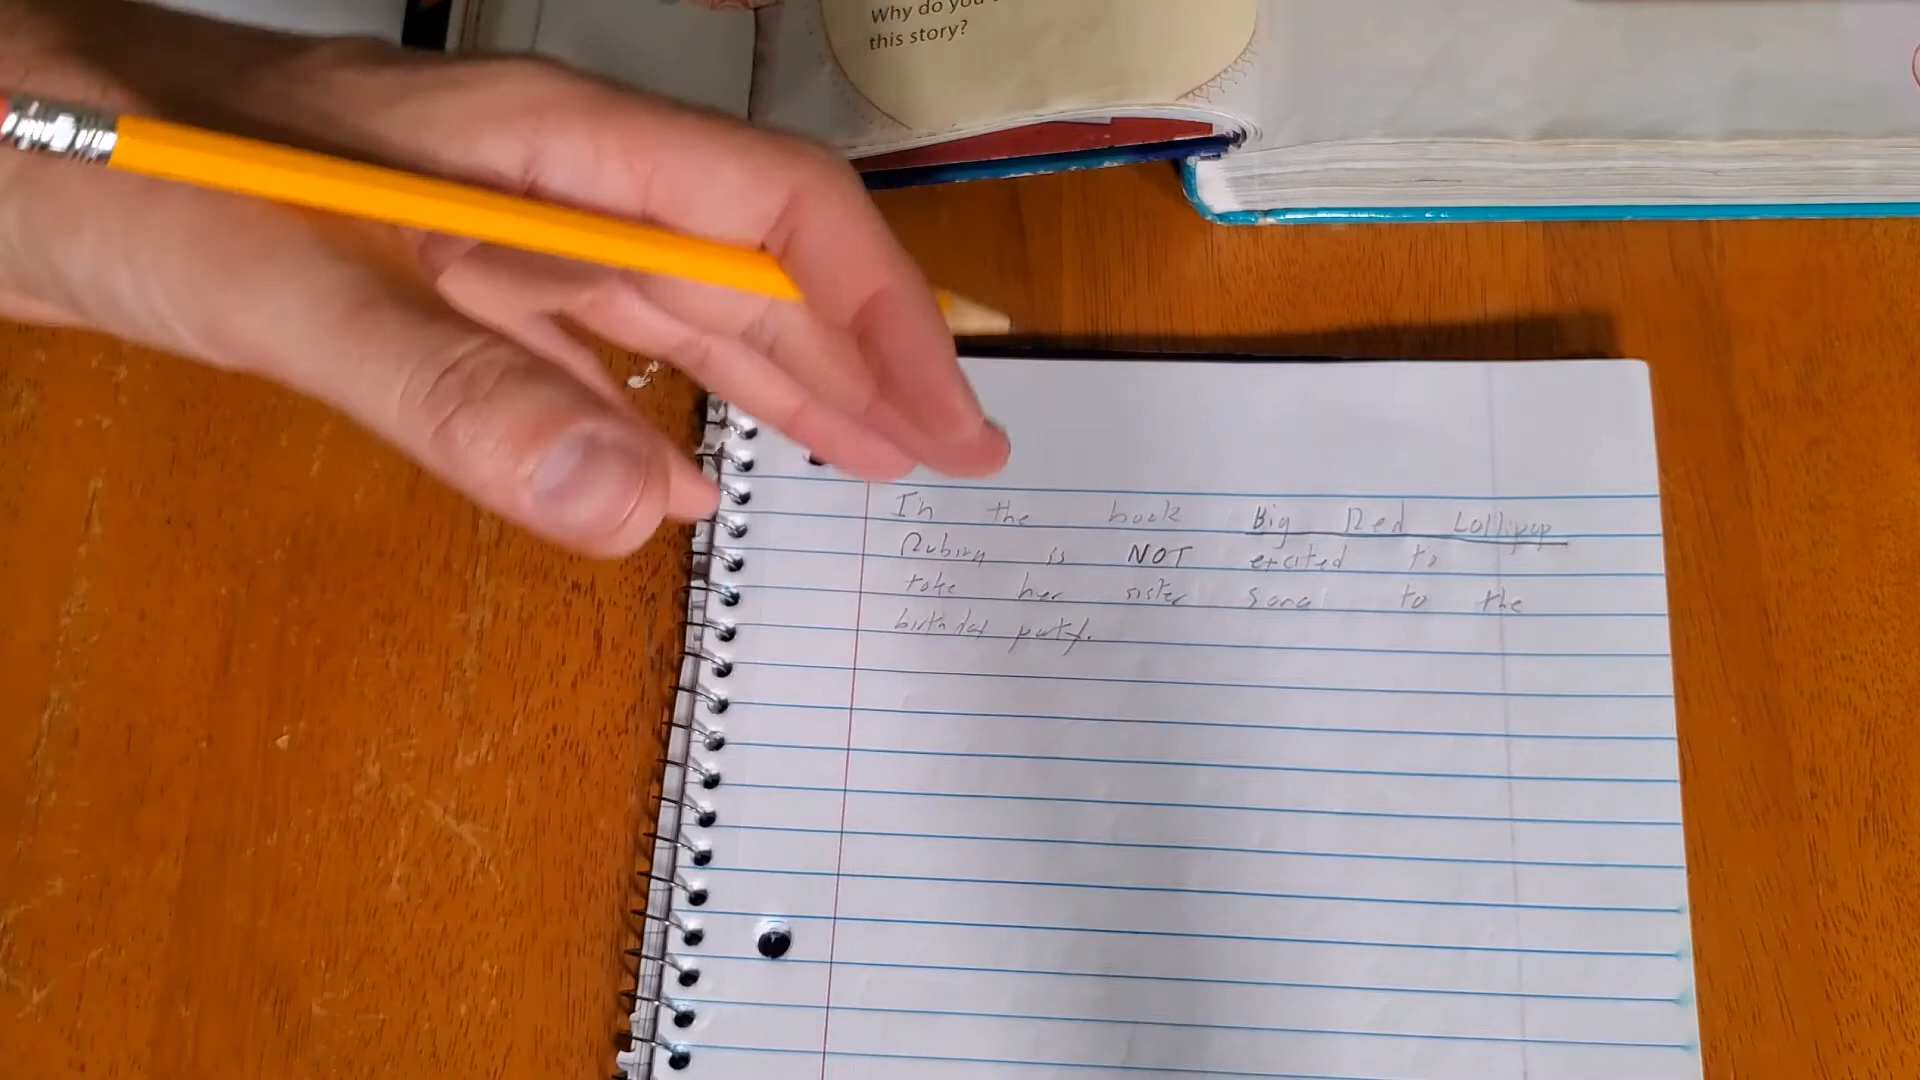 Why do you
this story?
In the book Big Red Lollipop
Rubina is NOT excited to
take her sister Sana to the
birthday party.